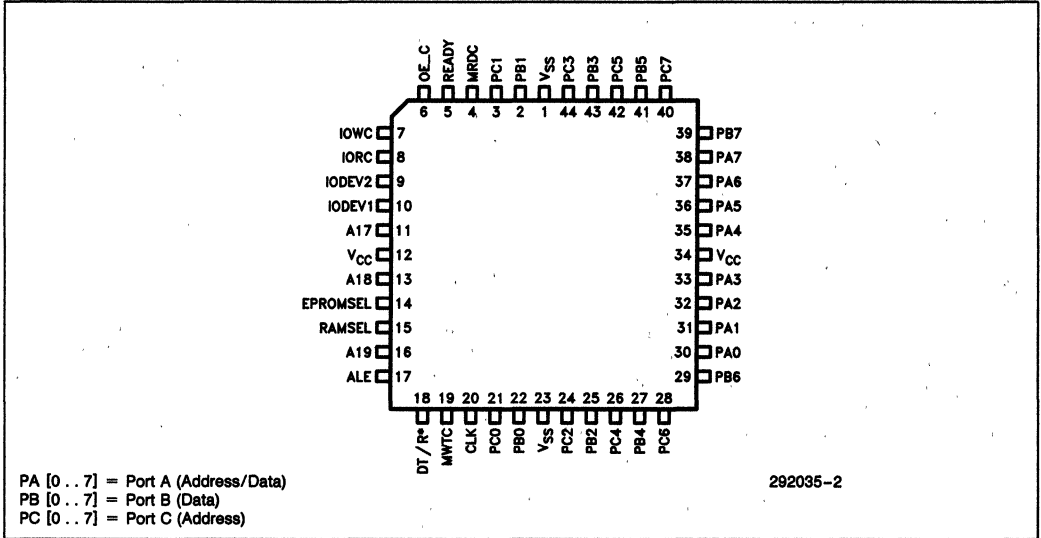 OE_C READY MRDC PC1 PB1 VSS PC3 PB3 PC5 PB5 PC7
6 5 4 3 2 1 44 43 42 41 40
IOWC 7 39 PB7
IORC 8 38 PA7
IODEV2 9 37 PA6
IODEV1 10 36 PA5
A17 11 35 PA4
VCC 12 34 VCC
A18 13 33 PA3
EPROMSEL 14 32 PA2
RAMSEL 15 31 PA1
A19 16 30 PA0
ALE 17 29 PB6
18 19 20 21 22 23 24 25 26 27 28
DT/R* MWTC CLK PC0 PB0 VSS PC2 PB2 PC4 PB4 PC6
PA [0 . . 7] = Port A (Address/Data)
292035-2
PB [0 . . 7] = Port B (Data)
PC [0 . . 7] = Port C (Address)